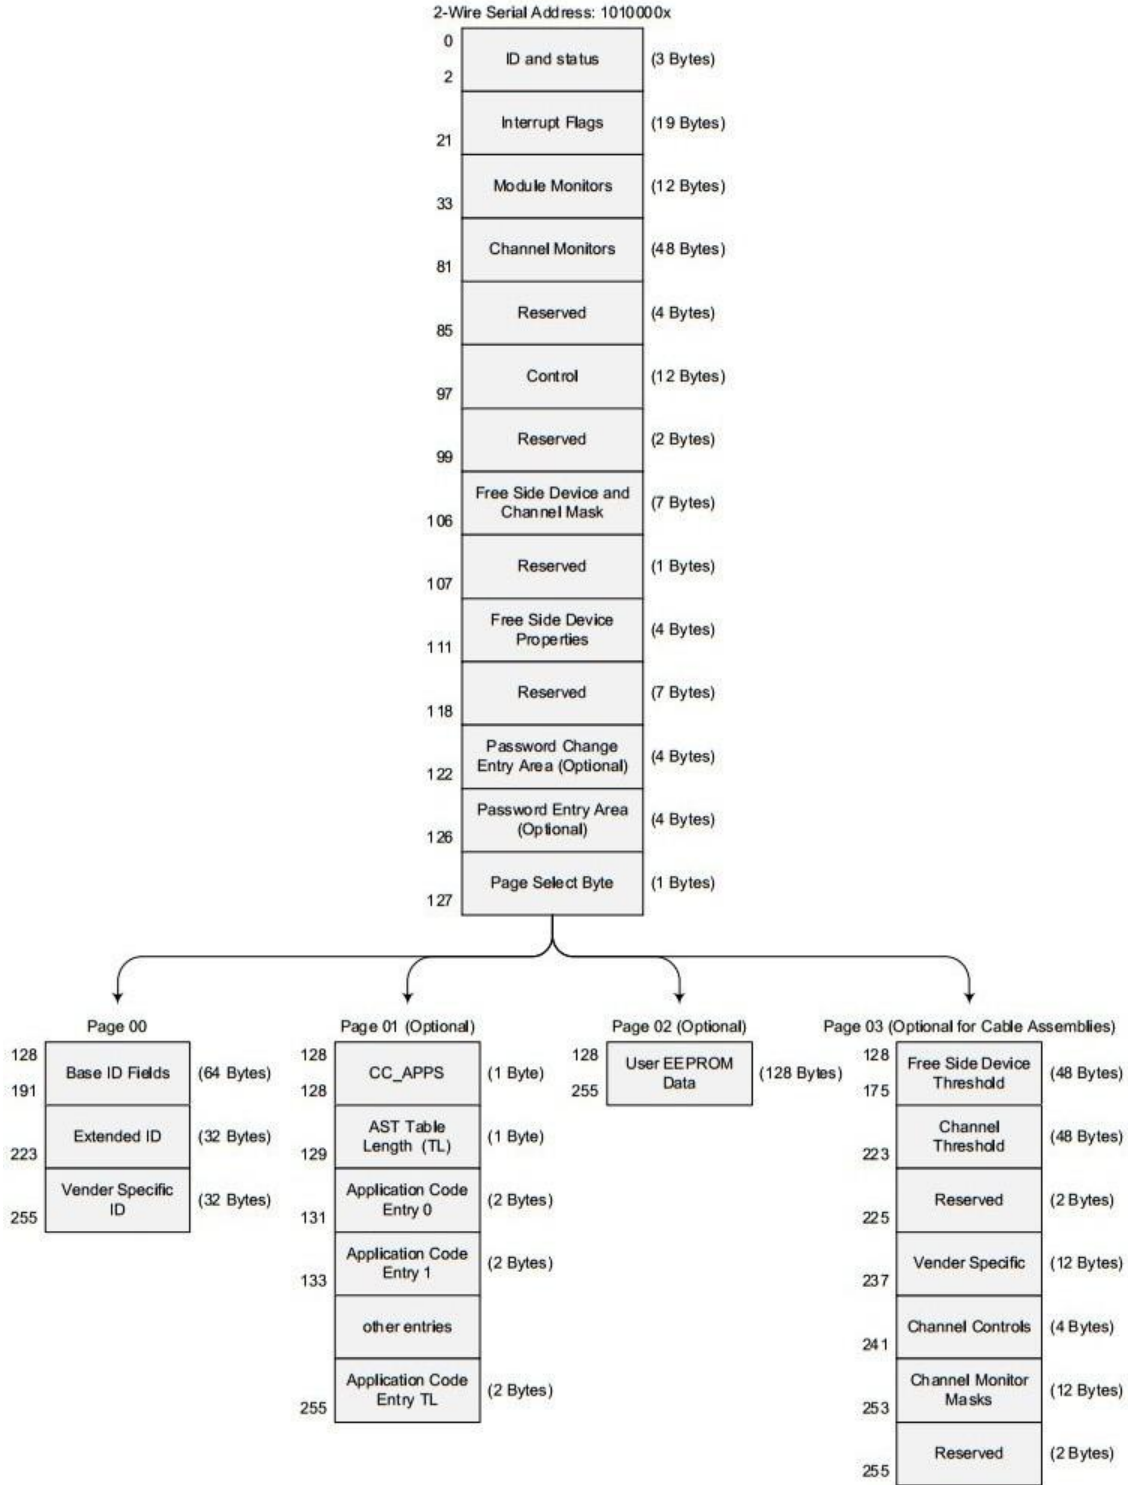 2-Wire Serial Address: 1010000x
0
ID and status
(3 Bytes)
2
Interrupt Flags
(19 Bytes)
21
Module Monitors
(12 Bytes)
33
Channel Monitors
(48 Bytes)
81
Reserved
(4 Bytes)
85
Control
(12 Bytes)
97
Reserved
(2 Bytes)
99
Free Side Device and
Channel Mask
(7 Bytes)
106
Reserved
(1 Bytes)
107
Free Side Device
Properties
(4 Bytes)
111
Reserved
(7 Bytes)
118
Password Change
Entry Area (Optional)
(4 Bytes)
122
Password Entry Area
(Optional)
(4 Bytes)
126
Page Select Byte
(1 Bytes)
127
Page 00
128
Base ID Fields
(64 Bytes)
191
Extended ID
(32 Bytes)
223
Vender Specific
ID
(32 Bytes)
255
Page 01 (Optional)
128
CC_APPS
(1 Byte)
128
AST Table
Length (TL)
(1 Byte)
129
Application Code
Entry 0
(2 Bytes)
131
Application Code
Entry 1
(2 Bytes)
133
other entries
Application Code
Entry TL
(2 Bytes)
255
Page 02 (Optional)
128
User EEPROM
Data
(128 Bytes)
255
Page 03 (Optional for Cable Assemblies)
128
Free Side Device
Threshold
(48 Bytes)
175
Channel
Threshold
(48 Bytes)
223
Reserved
(2 Bytes)
225
Vender Specific
(12 Bytes)
237
Channel Controls
(4 Bytes)
241
Channel Monitor
Masks
(12 Bytes)
253
Reserved
(2 Bytes)
255